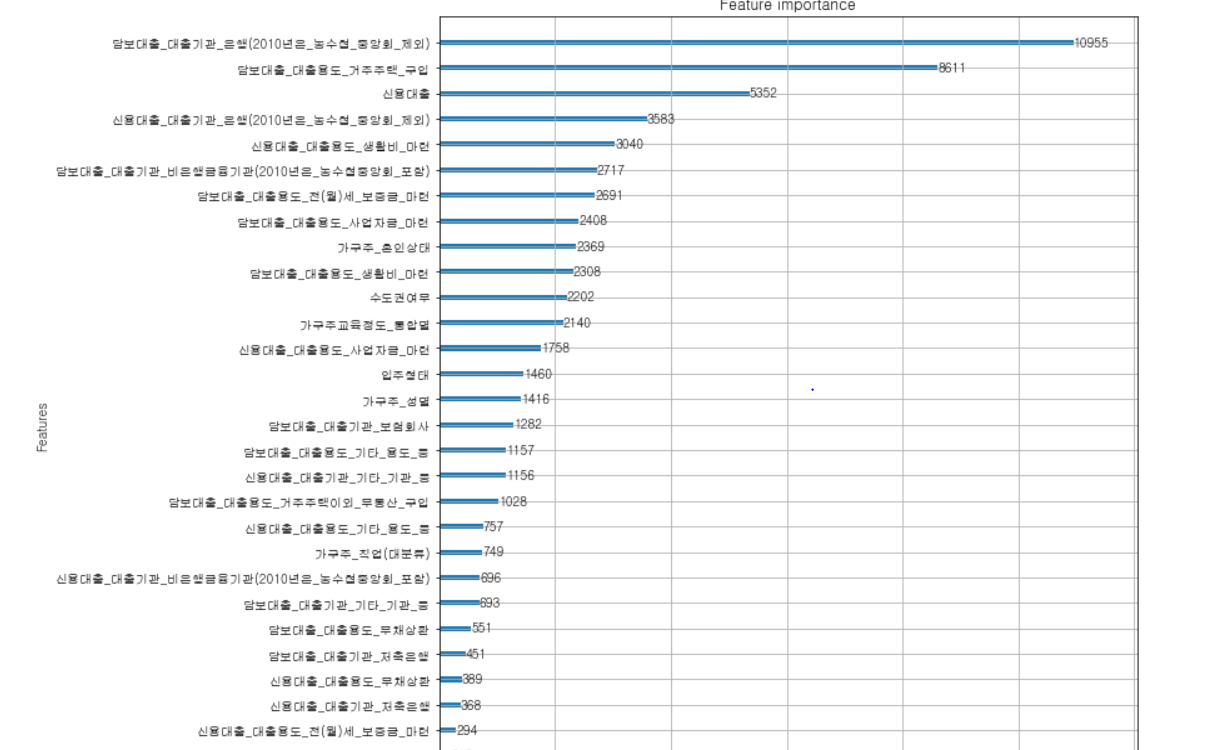 Feature importance
담보대출_대출기관_은행(2010년은_농수협_중앙회_제외) 10955
담보대출_대출용도_거주주택_구입 8611
신용대출 5352
신용대출_대출기관_은행(2010년은_농수협_중앙회_제외) 3583
신용대출_대출용도_생활비_마련 3040
담보대출_대출기관_비은행금융기관(2010년은_농수협중앙회_포함) 2717
담보대출_대출용도_전(월)세_보증금_마련 2691
담보대출_대출용도_사업자금_마련 2408
가구주_혼인상태 2369
담보대출_대출용도_생활비_마련 2308
수도권여부 2202
가구주교육정도_통합별 2140
신용대출_대출용도_사업자금_마련 1758
입주형태 1460
가구주_성별 1416
담보대출_대출기관_보험회사 1282
담보대출_대출용도_기타_용도_등 1157
신용대출_대출기관_기타_기관_등 1156
담보대출_대출용도_거주주택이외_부동산_구입 1028
신용대출_대출용도_기타_용도_등 757
가구주_직업(대분류) 749
신용대출_대출기관_비은행금융기관(2010년은_농수협중앙회_포함) 696
담보대출_대출기관_기타_기관_등 693
담보대출_대출용도_부채상환 551
담보대출_대출기관_저축은행 451
신용대출_대출용도_부채상환 389
신용대출_대출기관_저축은행 368
신용대출_대출용도_전(월)세_보증금_마련 294
Features